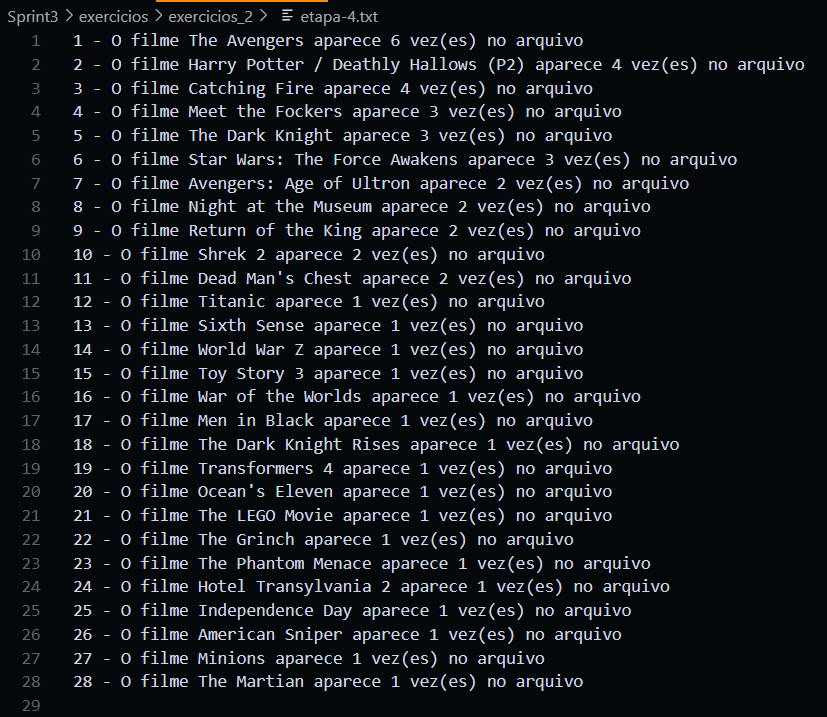 Sprint3 > exercicios > exercicios_2 > etapa-4.txt
1 1 - O filme The Avengers aparece 6 vez(es) no arquivo
2 2 - O filme Harry Potter / Deathly Hallows (P2) aparece 4 vez(es) no arquivo
3 3 - O filme Catching Fire aparece 4 vez(es) no arquivo
4 4 - O filme Meet the Fockers aparece 3 vez(es) no arquivo
5 5 - O filme The Dark Knight aparece 3 vez(es) no arquivo
6 6 - O filme Star Wars: The Force Awakens aparece 3 vez(es) no arquivo
7 7 - O filme Avengers: Age of Ultron aparece 2 vez(es) no arquivo
8 8 - O filme Night at the Museum aparece 2 vez(es) no arquivo
9 9 - O filme Return of the King aparece 2 vez(es) no arquivo
10 10 - O filme Shrek 2 aparece 2 vez(es) no arquivo
11 11 - O filme Dead Man's Chest aparece 2 vez(es) no arquivo
12 12 - O filme Titanic aparece 1 vez(es) no arquivo
13 13 - O filme Sixth Sense aparece 1 vez(es) no arquivo
14 14 - O filme World War Z aparece 1 vez(es) no arquivo
15 15 - O filme Toy Story 3 aparece 1 vez(es) no arquivo
16 16 - O filme War of the Worlds aparece 1 vez(es) no arquivo
17 17 - O filme Men in Black aparece 1 vez(es) no arquivo
18 18 - O filme The Dark Knight Rises aparece 1 vez(es) no arquivo
19 19 - O filme Transformers 4 aparece 1 vez(es) no arquivo
20 20 - O filme Ocean's Eleven aparece 1 vez(es) no arquivo
21 21 - O filme The LEGO Movie aparece 1 vez(es) no arquivo
22 22 - O filme The Grinch aparece 1 vez(es) no arquivo
23 23 - O filme The Phantom Menace aparece 1 vez(es) no arquivo
24 24 - O filme Hotel Transylvania 2 aparece 1 vez(es) no arquivo
25 25 - O filme Independence Day aparece 1 vez(es) no arquivo
26 26 - O filme American Sniper aparece 1 vez(es) no arquivo
27 27 - O filme Minions aparece 1 vez(es) no arquivo
28 28 - O filme The Martian aparece 1 vez(es) no arquivo
29